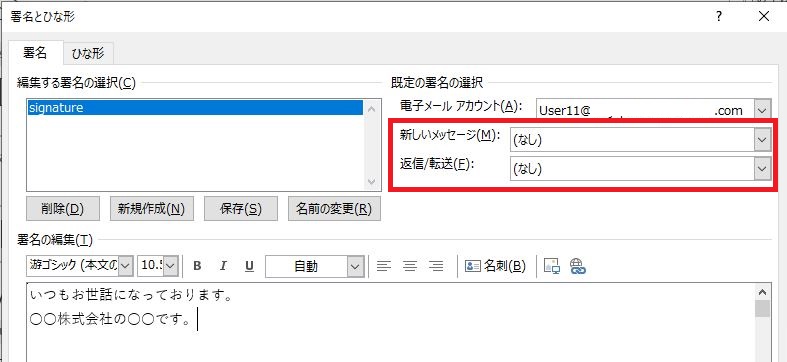 署名とひな形
署名
ひな形
編集する署名の選択(C)
signature
削除(D)
新規作成(N)
保存(S)
名前の変更(R)
既定の署名の選択
電子メール アカウント(A):
User11@ .com
新しいメッセージ(M):
(なし)
返信/転送(F):
(なし)
署名の編集(T)
游ゴシック (本文の
10.5
B I U
自動
名刺(B)
いつもお世話になっております。
〇〇株式会社の〇〇です。